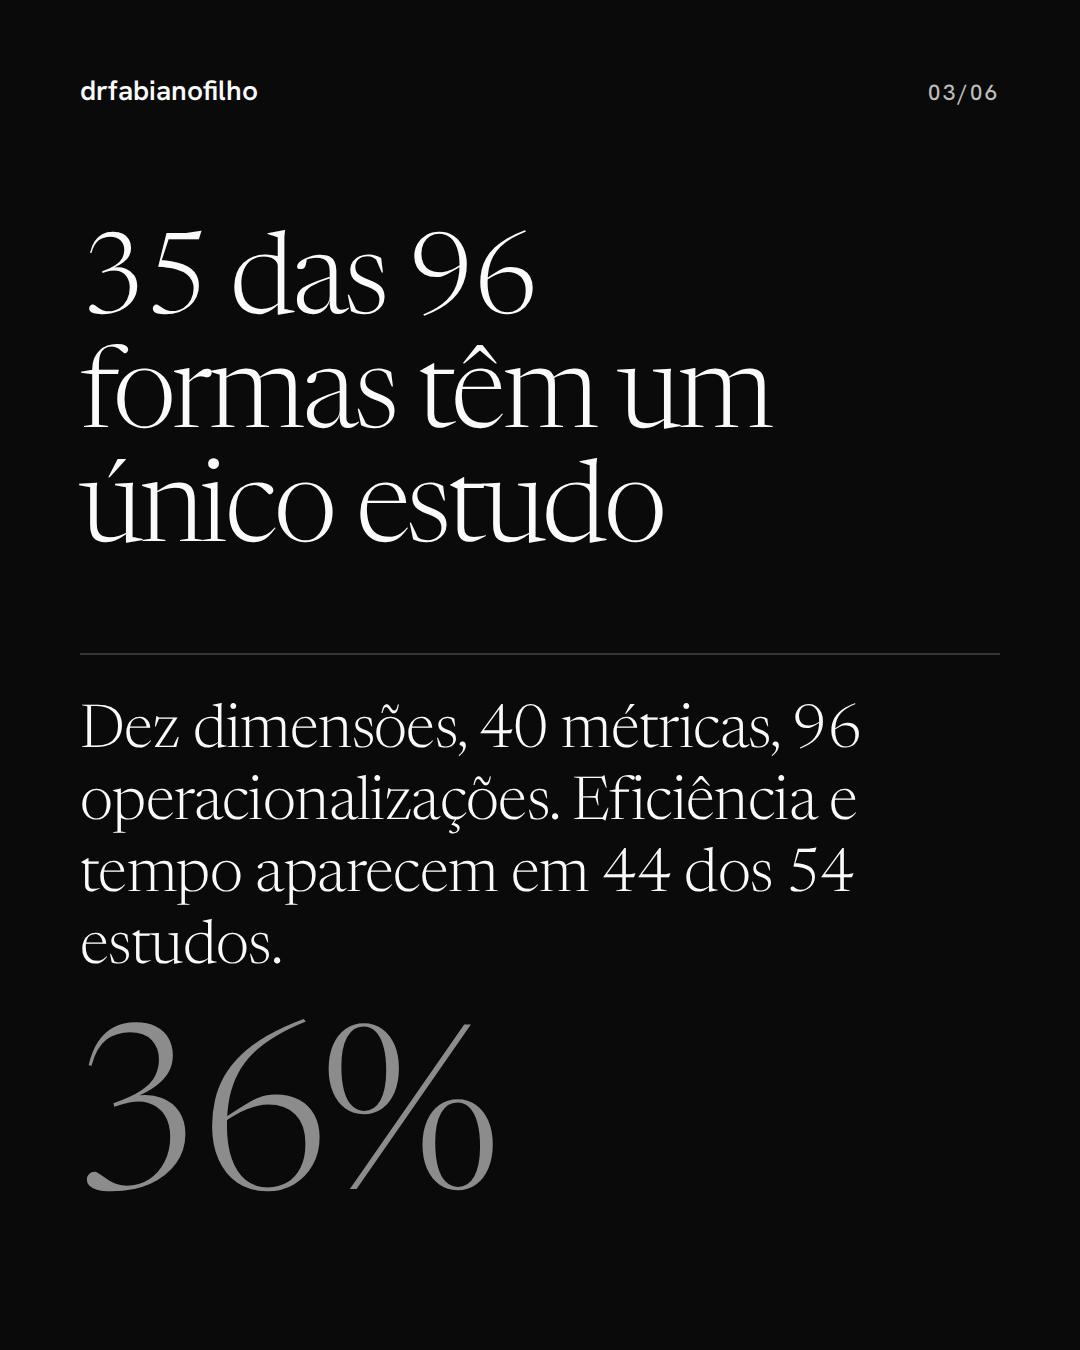 drfabianofilho
03/06
35 das 96
formas têm um
único estudo
Dez dimensões, 40 métricas, 96
operacionalizações. Eficiência e
tempo aparecem em 44 dos 54
estudos.
36%